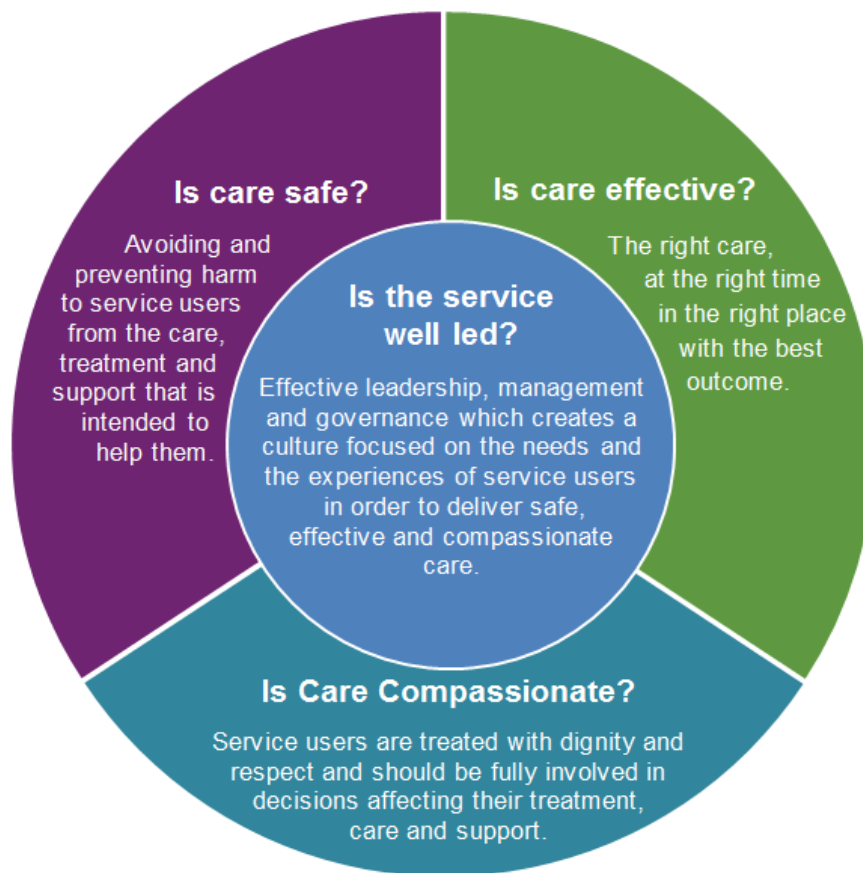 Is care safe?
Avoiding and
preventing harm
to service users
from the care,
treatment and
support that is
intended to
help them.
Is care effective?
The right care,
at the right time
in the right place
with the best
outcome.
Is the service
well led?
Effective leadership, management
and governance which creates a
culture focused on the needs and
the experiences of service users
in order to deliver safe,
effective and compassionate
care.
Is Care Compassionate?
Service users are treated with dignity and
respect and should be fully involved in
decisions affecting their treatment,
care and support.